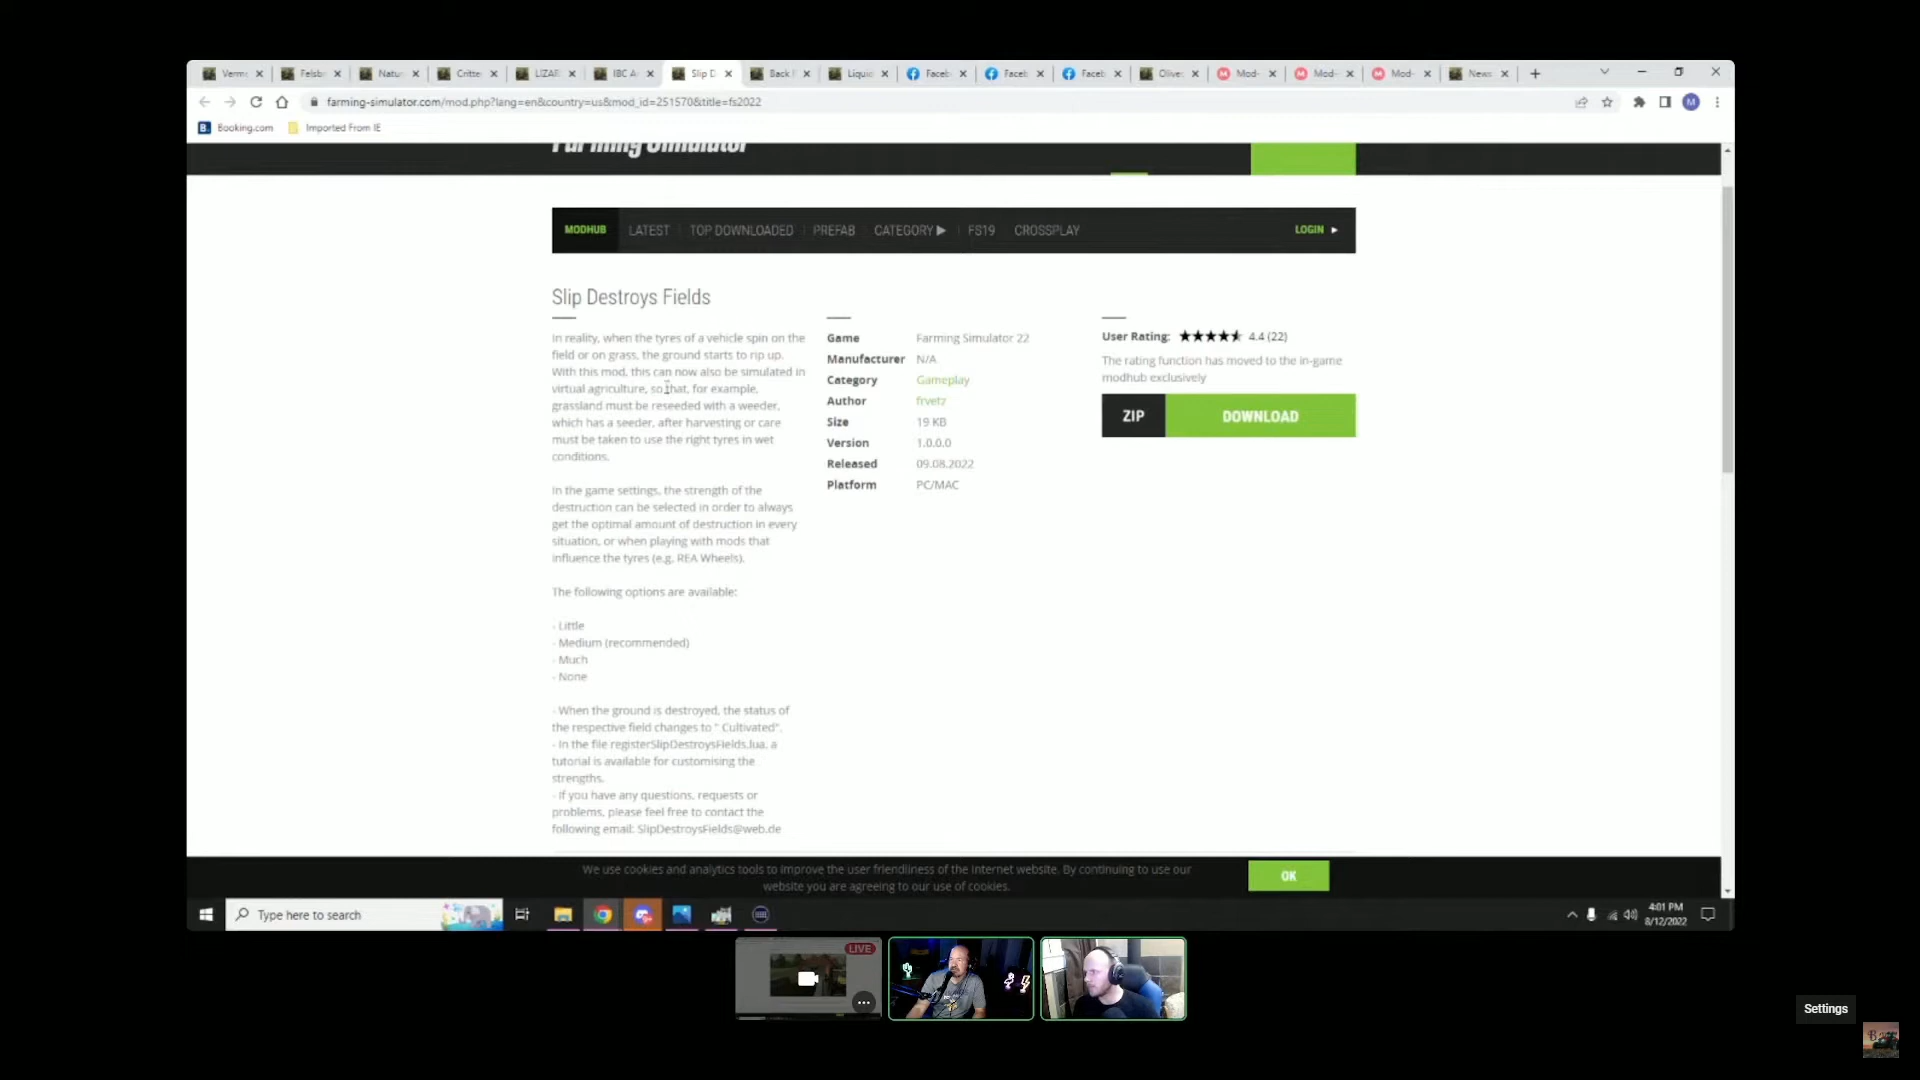 Verme
Felsbr
Natur
Critte
LIZAR
IBC A
Slip D
Back
Liquid
Faceb
Faceb
Faceb
Olive
Mod-
Mod-
Mod-
News
farming-simulator.com/mod.php?lang=en&country=us&mod_id=251570&title=fs2022
M
B. Booking.com
Imported From IE
Farming Simulator
MODHUB LATEST TOP DOWNLOADED PREFAB CATEGORY ▶ FS19 CROSSPLAY LOGIN ▶
Slip Destroys Fields
In reality, when the tyres of a vehicle spin on the
field or on grass, the ground starts to rip up.
With this mod, this can now also be simulated in
virtual agriculture, so that, for example,
grassland must be reseeded with a weeder,
which has a seeder, after harvesting or care
must be taken to use the right tyres in wet
conditions.
In the game settings, the strength of the
destruction can be selected in order to always
get the optimal amount of destruction in every
situation, or when playing with mods that
influence the tyres (e.g. REA Wheels).
The following options are available:
- Little
- Medium (recommended)
- Much
- None
- When the ground is destroyed, the status of
the respective field changes to " Cultivated".
- In the file registerSlipDestroysFields.lua, a
tutorial is available for customising the
strengths.
- If you have any questions, requests or
problems, please feel free to contact the
following email: SlipDestroysFields@web.de
Game Farming Simulator 22
Manufacturer N/A
Category Gameplay
Author frvetz
Size 19 KB
Version 1.0.0.0
Released 09.08.2022
Platform PC/MAC
User Rating: 4.4 (22)
The rating function has moved to the in-game
modhub exclusively
ZIP DOWNLOAD
We use cookies and analytics tools to improve the user friendliness of the Internet website. By continuing to use our
website you are agreeing to our use of cookies.
OK
Type here to search
4:01 PM
8/12/2022
LIVE
Settings